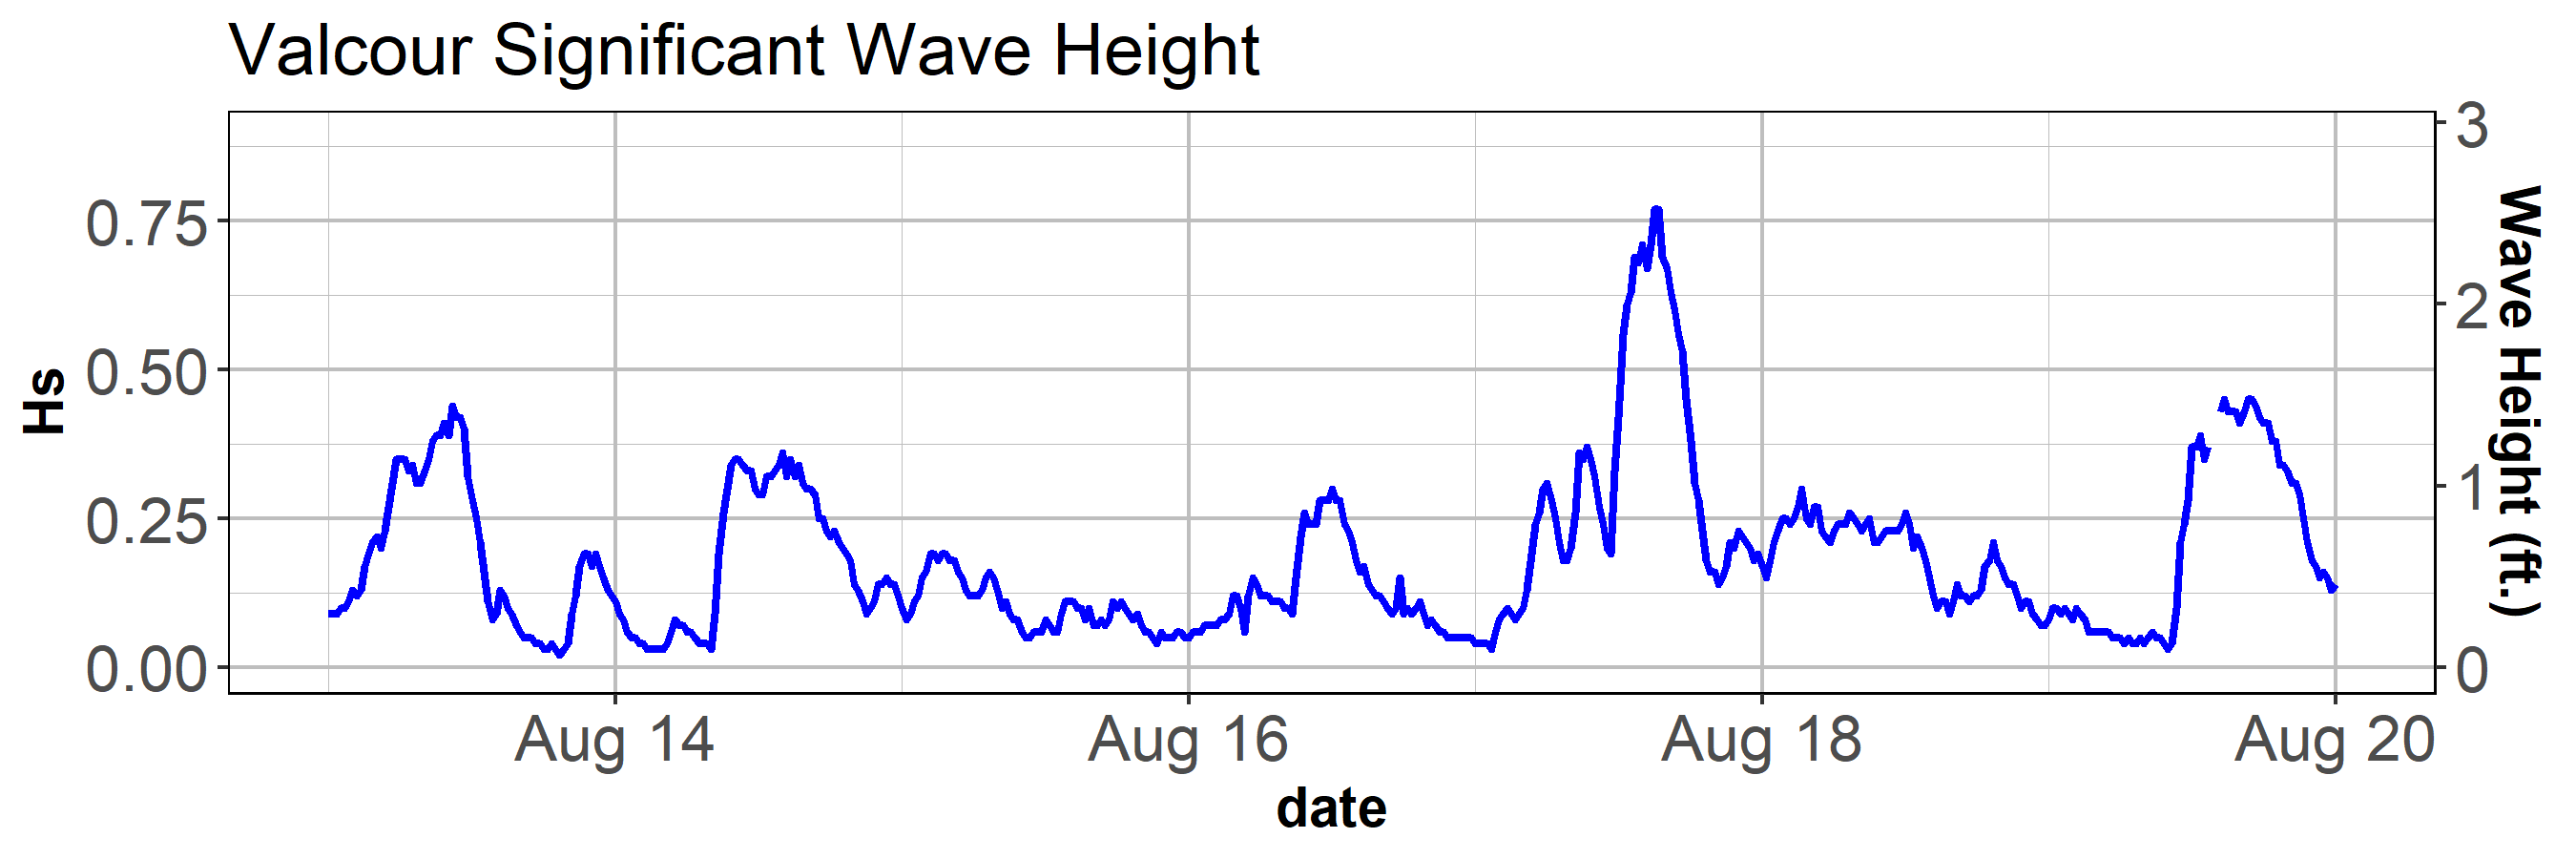 Valcour Significant Wave Height
Hs
0.75
0.50
0.25
0.00
3
2
1
0
Wave Height (ft.)
Aug 14 Aug 16 Aug 18 Aug 20
date